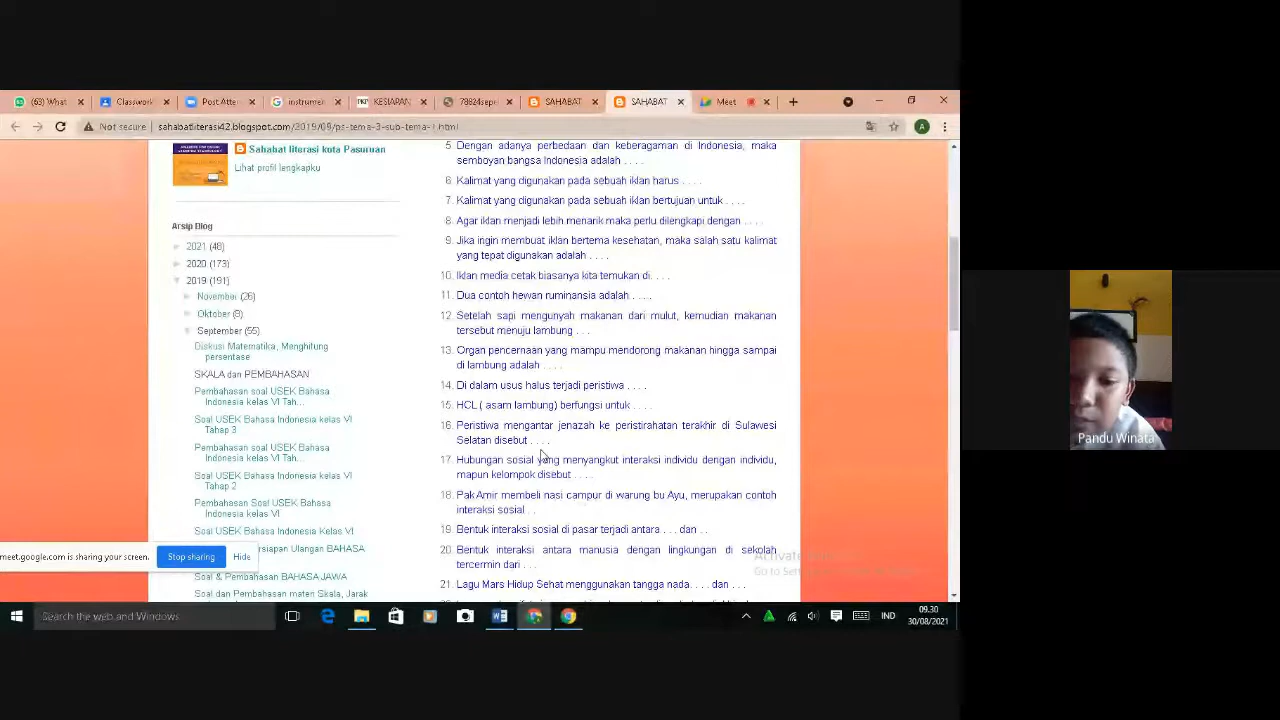 (63) What
Classwork
Post Atte
instrumen
KESIAPAN
SAHABAT
SAHABAT
Meet
Not secure
sahabatliterasi42.blogspot.com/2019/09/ps-tema-3-sub-tema-1.html
A
Sahabat literasi kota Pasuruan
Lihat profil lengkapku
Arsip Blog
2021 (48)
2020 (173)
2019 (191)
November (26)
Oktober (8)
September (55)
Diskusi Matematika, Menghitung
persentase
SKALA dan PEMBAHASAN
Pembahasan soal USEK Bahasa
Indonesia kelas VI Tah...
Soal USEK Bahasa Indonesia kelas VI
Tahap 3
Pembahasan soal USEK Bahasa
Indonesia kelas VI Tah...
Soal USEK Bahasa Indonesia kelas VI
Tahap 2
Pembahasan Soal USEK Bahasa
Indonesia kelas VI
Soal USEK Bahasa Indonesia Kelas VI
Ulangan BAHASA
Soal & Pembahasan BAHASA JAWA
Soal dan Pembahasan materi Skala, Jarak
5 Dengan adanya perbedaan dan keberagaman di Indonesia, maka
semboyan bangsa Indonesia adalah . . . .
6. Kalimat yang digunakan pada sebuah iklan harus . . . .
7. Kalimat yang digunakan pada sebuah iklan bertujuan untuk . . . .
8. Agar iklan menjadi lebih menarik maka perlu dilengkapi dengan . . . .
9. Jika ingin membuat iklan bertema kesehatan, maka salah satu kalimat
yang tepat digunakan adalah . . . .
10. Iklan media cetak biasanya kita temukan di. . . .
11. Dua contoh hewan ruminansia adalah . . . . .
12. Setelah sapi mengunyah makanan dari mulut, kemudian makanan
tersebut menuju lambung . . .
13. Organ pencernaan yang mampu mendorong makanan hingga sampai
di lambung adalah . . . .
14. Di dalam usus halus terjadi peristiwa . . . .
15. HCL ( asam lambung) berfungsi untuk . . . .
16. Peristiwa mengantar jenazah ke peristirahatan terakhir di Sulawesi
Selatan disebut . . . .
17. Hubungan sosial yang menyangkut interaksi individu dengan individu,
mapun kelompok disebut . . . .
18. Pak Amir membeli nasi campur di warung bu Ayu, merupakan contoh
interaksi sosial . .
19. Bentuk interaksi sosial di pasar terjadi antara . . . dan . .
20. Bentuk interaksi antara manusia dengan lingkungan di sekolah
tercermin dari . . .
21. Lagu Mars Hidup Sehat menggunakan tangga nada. . . . dan . . .
meet.google.com is sharing your screen.
Stop sharing
Hide
Search the web and Windows
IND
09.30
30/08/2021
Pandu Winata